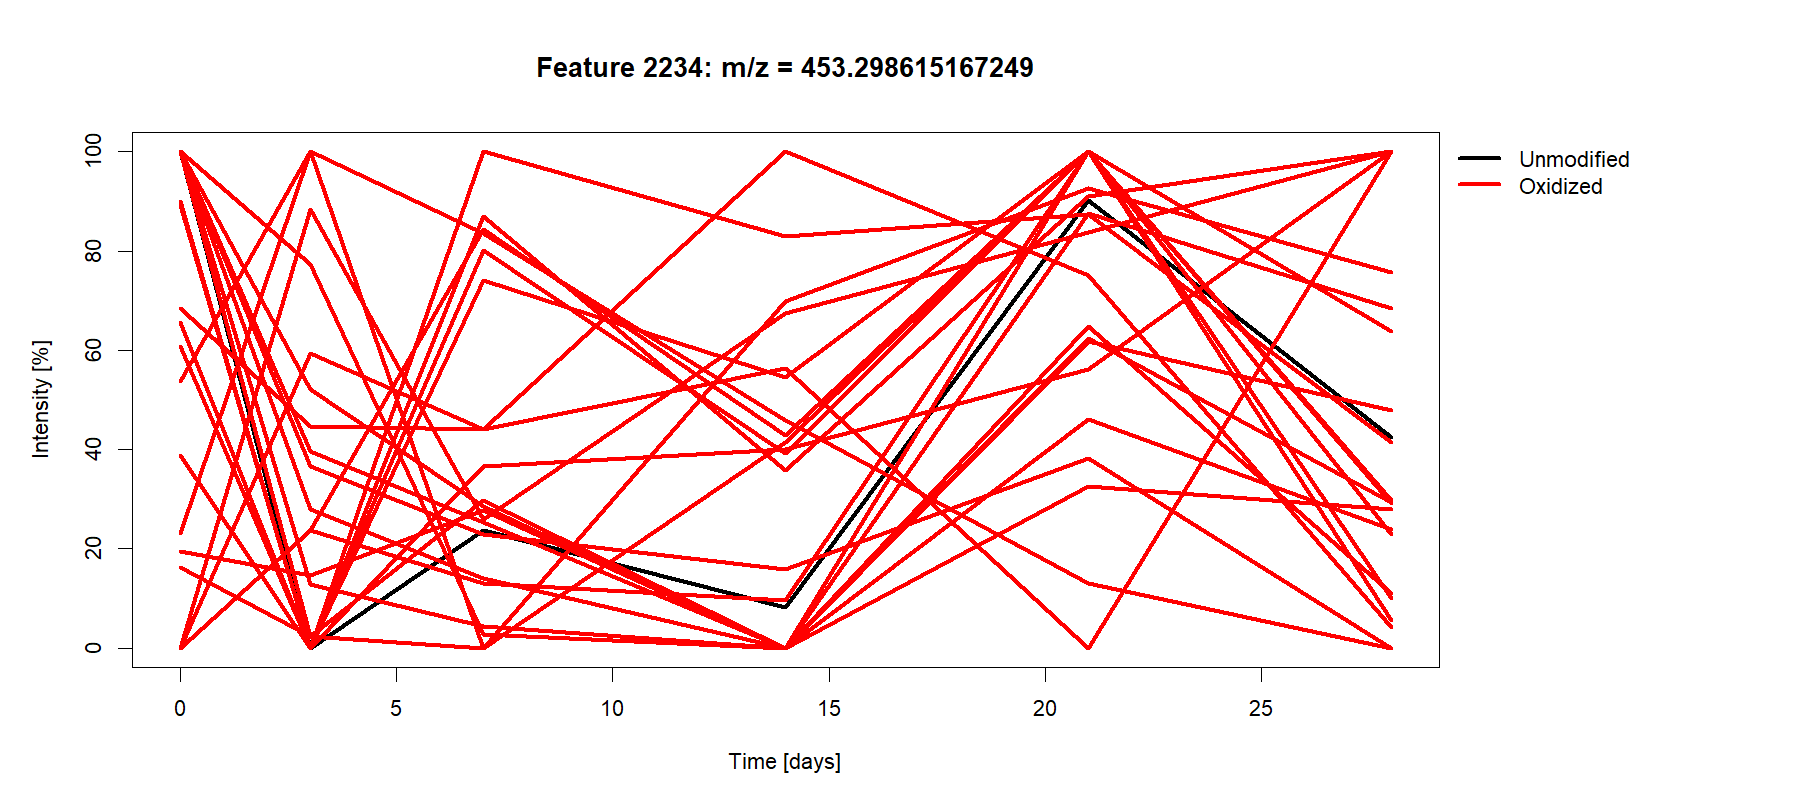 Feature 2234: m/z = 453.298615167249
Unmodified
Oxidized
Intensity [%]
100
80
60
40
20
0
0 5 10 15 20 25
Time [days]